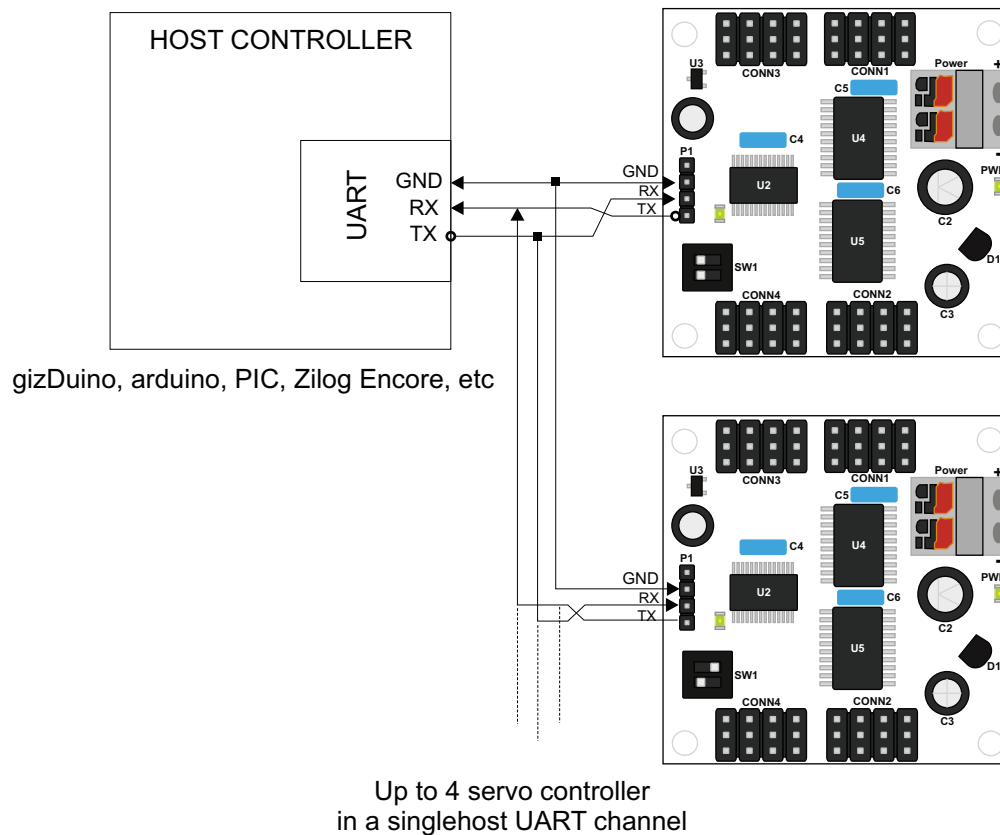 HOST CONTROLLER
UART
GND
RX
TX
gizDuino, arduino, PIC, Zilog Encore, etc
GND
RX
TX
P1
U3
CONN3
CONN1
Power
+
-
C5
U4
C4
U2
C6
U5
PWR
C2
D1
C3
SW1
CONN4
CONN2
GND
RX
TX
P1
U3
CONN3
CONN1
Power
+
-
C5
U4
C4
U2
C6
U5
C2
D1
C3
SW1
CONN4
CONN2
Up to 4 servo controller
in a singlehost UART channel